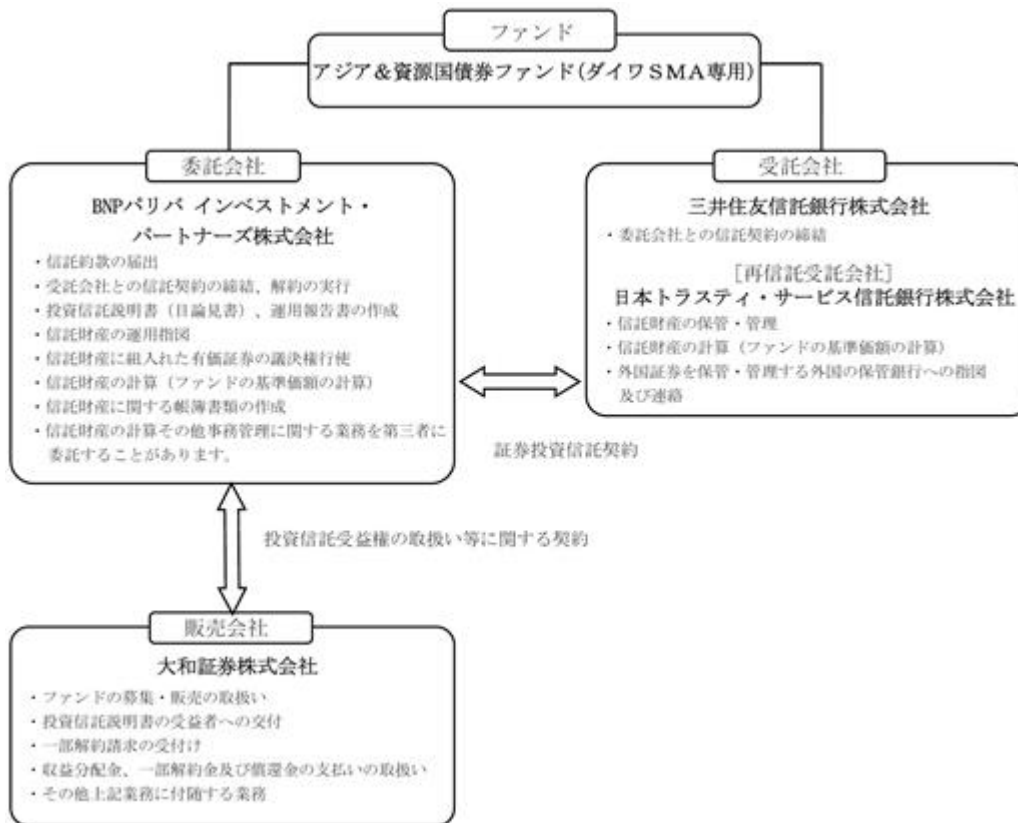 ファンド
アジア＆資源国債券ファンド(ダイワＳＭＡ専用)
委託会社
BNPパリバ インベストメント・
パートナーズ株式会社
・信託約款の届出
・受託会社との信託契約の締結、解約の実行
・投資信託説明書（目論見書）、運用報告書の作成
・信託財産の運用指図
・信託財産に組入れた有価証券の議決権行使
・信託財産の計算（ファンドの基準価額の計算）
・信託財産に関する帳簿書類の作成
・信託財産の計算その他事務管理に関する業務を第三者に
委託することがあります。
受託会社
三井住友信託銀行株式会社
・委託会社との信託契約の締結
［再信託受託会社］
日本トラスティ・サービス信託銀行株式会社
・信託財産の保管・管理
・信託財産の計算（ファンドの基準価額の計算）
・外国証券を保管・管理する外国の保管銀行への指図
及び連絡
証券投資信託契約
投資信託受益権の取扱い等に関する契約
販売会社
大和証券株式会社
・ファンドの募集・販売の取扱い
・投資信託説明書の受益者への交付
・一部解約請求の受付け
・収益分配金、一部解約金及び償還金の支払いの取扱い
・その他上記業務に付随する業務